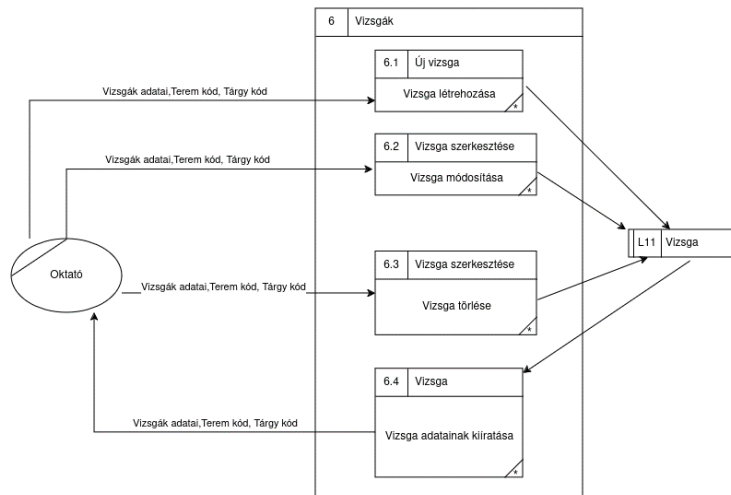 6 Vizsgák
6.1 Új vizsga
Vizsga létrehozása
*
Vizsgák adatai,Terem kód, Tárgy kód
6.2 Vizsga szerkesztése
Vizsga módosítása
*
Vizsgák adatai,Terem kód, Tárgy kód
L11 Vizsga
Oktató
6.3 Vizsga szerkesztése
Vizsga törlése
*
Vizsgák adatai,Terem kód, Tárgy kód
6.4 Vizsga
Vizsga adatainak kiíratása
*
Vizsgák adatai,Terem kód, Tárgy kód